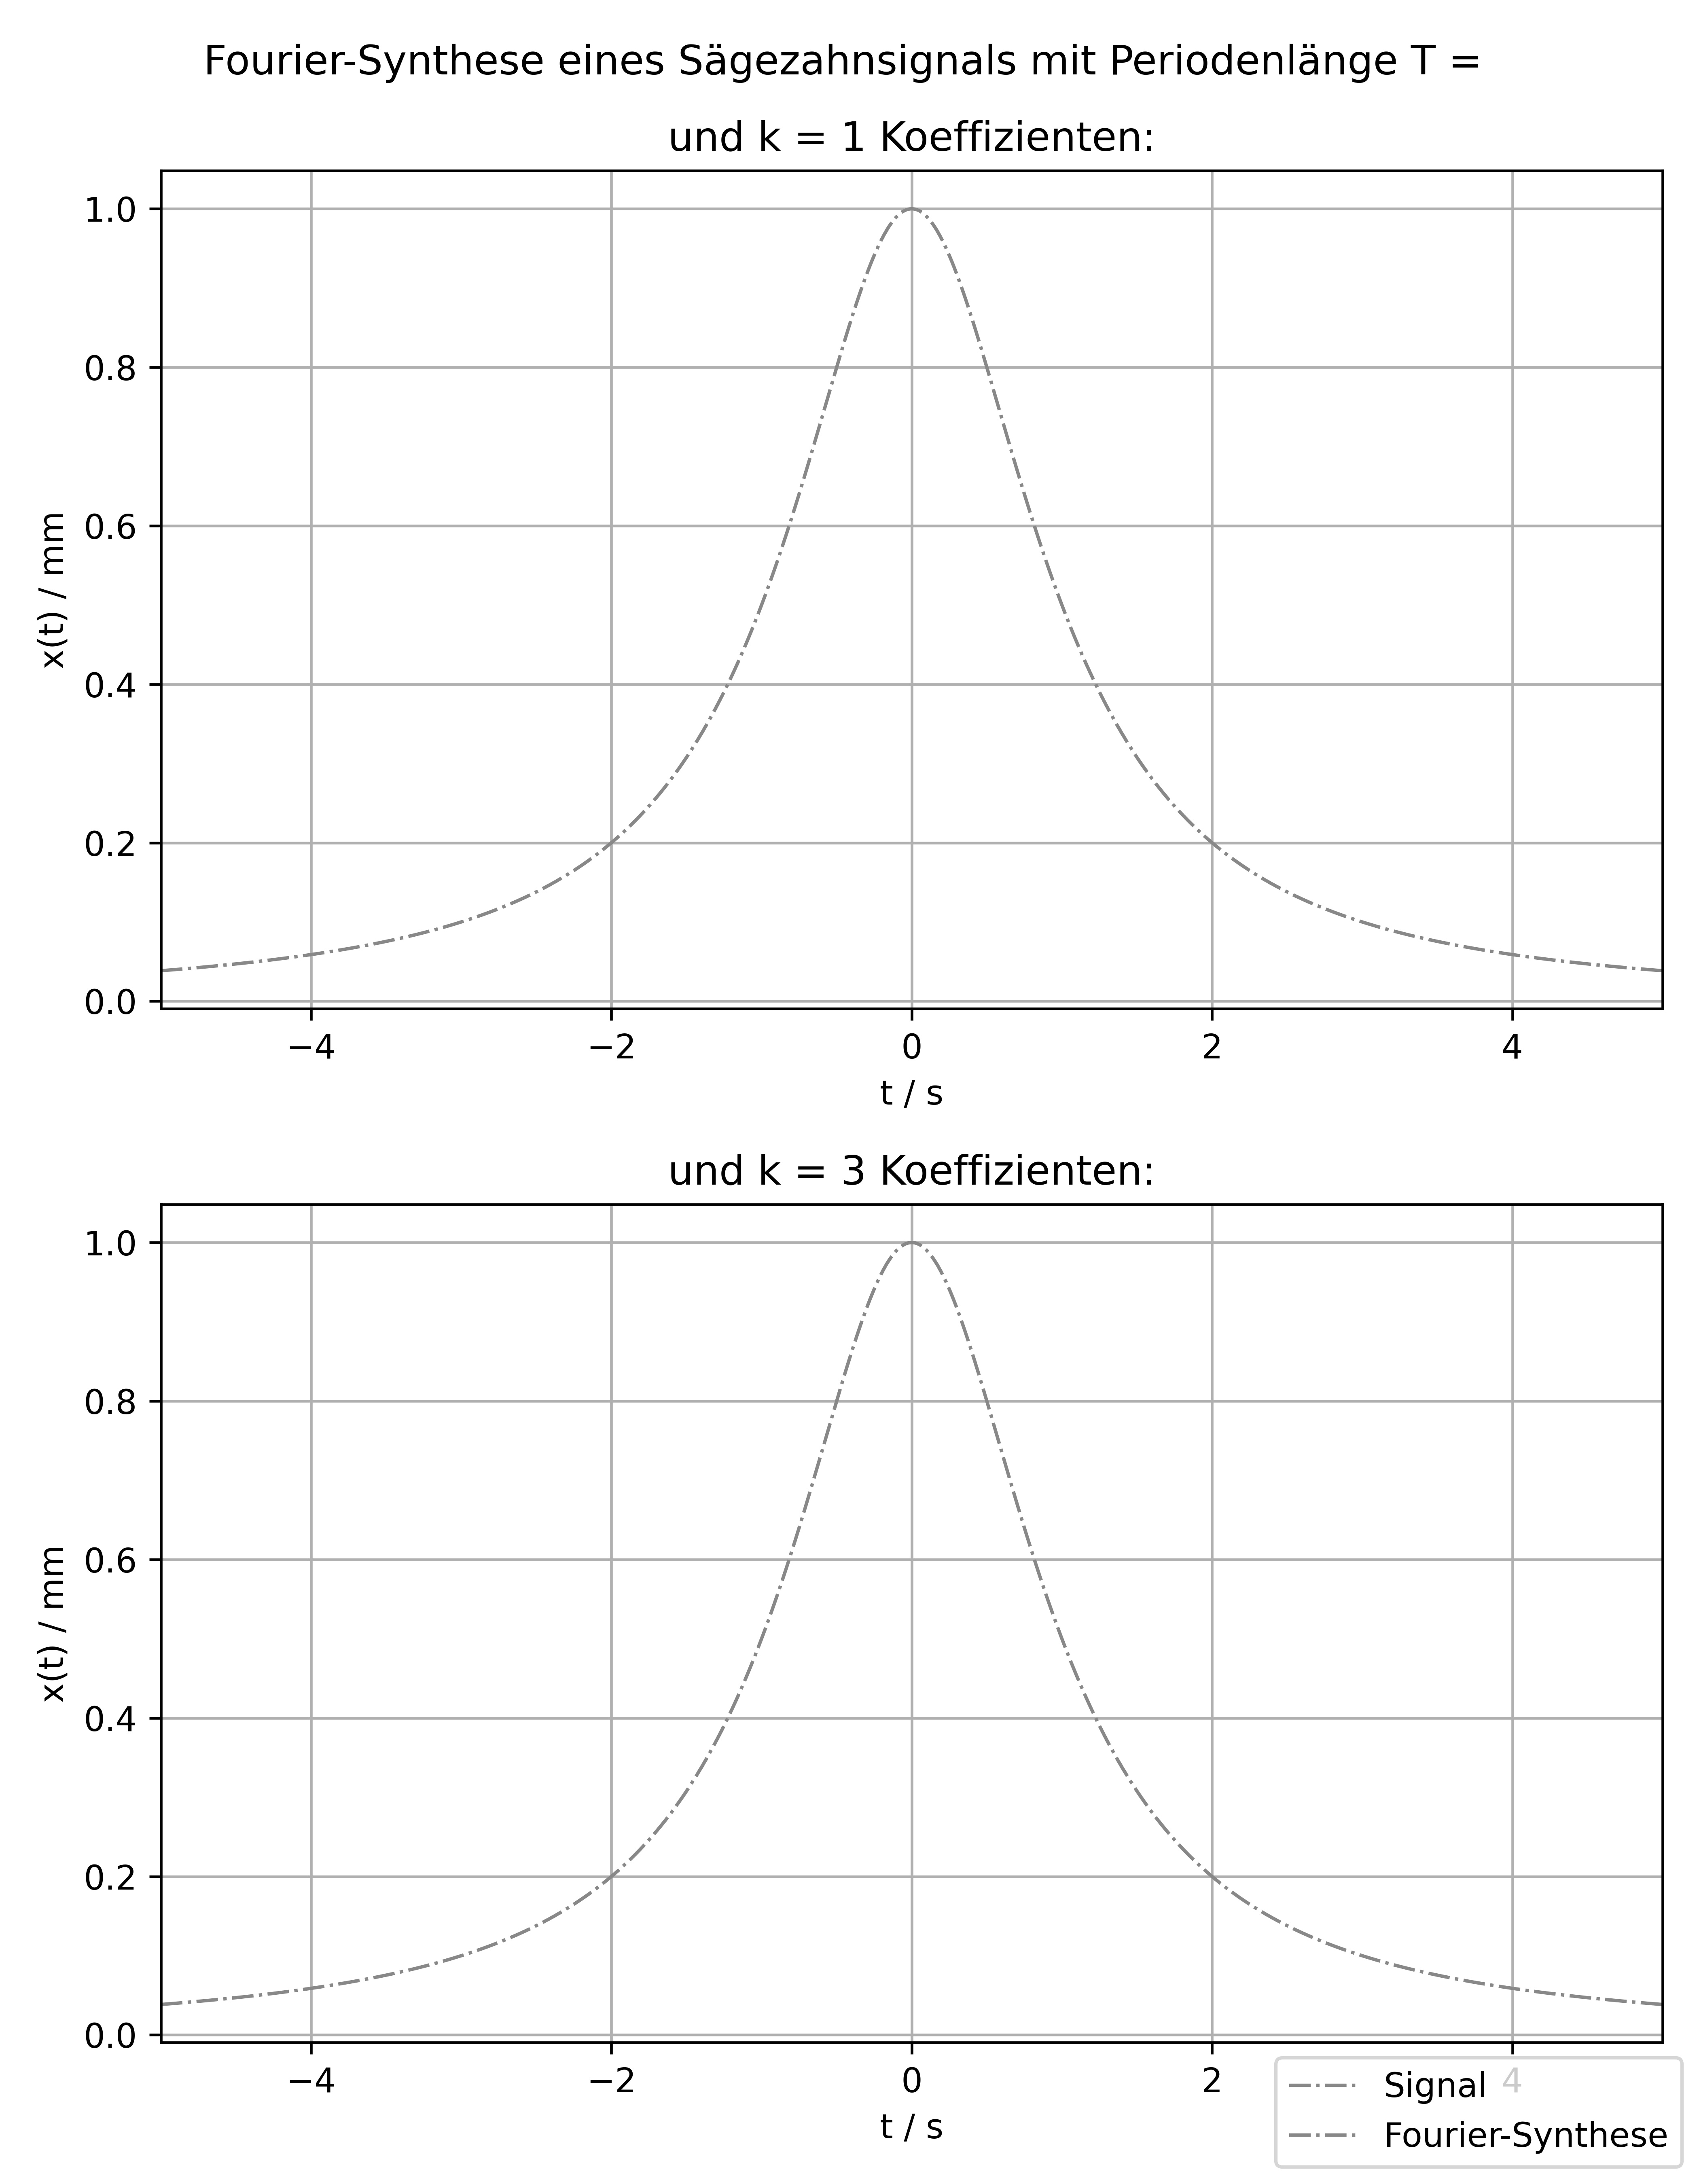 Fourier-Synthese eines Sägezahnsignals mit Periodenlänge T =
und k = 1 Koeffizienten:
1.0
0.8
0.6
0.4
0.2
0.0
x(t) / mm
−4 −2 0 2 4
t / s
und k = 3 Koeffizienten:
1.0
0.8
0.6
0.4
0.2
0.0
x(t) / mm
−4 −2 0 2 4
t / s
Signal
Fourier-Synthese